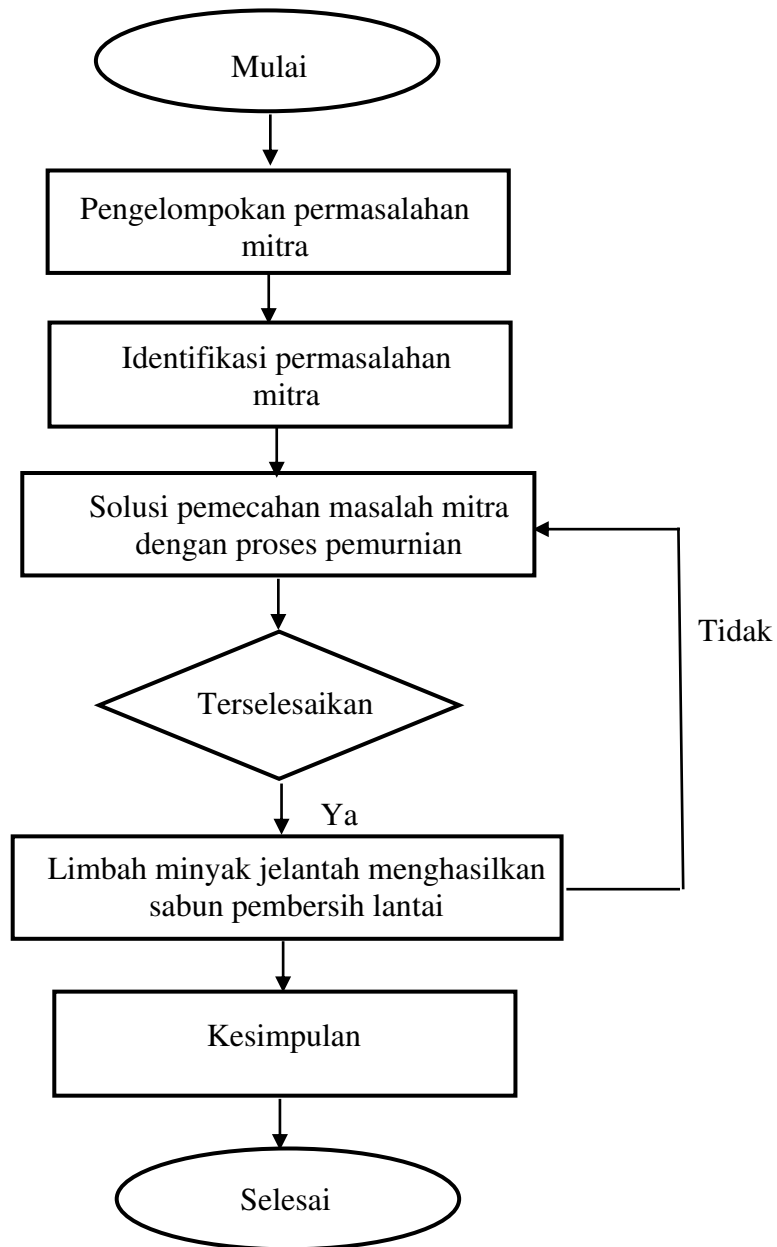 Mulai
Pengelompokan permasalahan
mitra
Identifikasi permasalahan
mitra
Solusi pemecahan masalah mitra
dengan proses pemurnian
Tidak
Terselesaikan
Ya
Limbah minyak jelantah menghasilkan
sabun pembersih lantai
Kesimpulan
Selesai